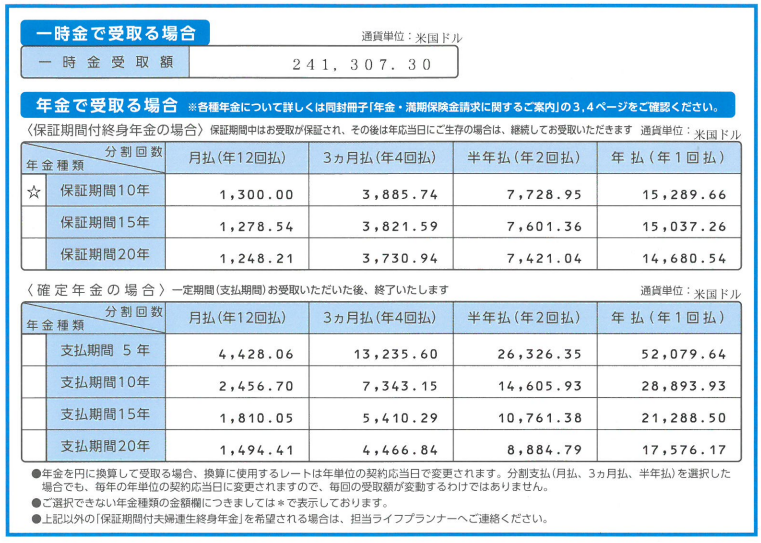 一時金で受取る場合
通貨単位：米国ドル
一時金受取額 241,307.30
年金で受取る場合 ※各種年金について詳しくは同封冊子「年金・満期保険金請求に関するご案内」の3,4ページをご確認ください。
〈保証期間付終身年金の場合〉保証期間中はお受取が保証され、その後は年応当日にご生存の場合は、継続してお受取いただきます 通貨単位：米国ドル
年金種類 分割回数 月払(年12回払) 3ヵ月払(年4回払) 半年払(年2回払) 年払(年1回払)
☆ 保証期間10年 1,300.00 3,885.74 7,728.95 15,289.66
保証期間15年 1,278.54 3,821.59 7,601.36 15,037.26
保証期間20年 1,248.21 3,730.94 7,421.04 14,680.54
〈確定年金の場合〉一定期間(支払期間)お受取いただいた後、終了いたします 通貨単位：米国ドル
年金種類 分割回数 月払(年12回払) 3ヵ月払(年4回払) 半年払(年2回払) 年払(年1回払)
支払期間 5年 4,428.06 13,235.60 26,326.35 52,079.64
支払期間10年 2,456.70 7,343.15 14,605.93 28,893.93
支払期間15年 1,810.05 5,410.29 10,761.38 21,288.50
支払期間20年 1,494.41 4,466.84 8,884.79 17,576.17
●年金を円に換算して受取る場合、換算に使用するレートは年単位の契約応当日で変更されます。分割支払(月払、3ヵ月払、半年払)を選択した
場合でも、毎年の年単位の契約応当日に変更されますので、毎回の受取額が変動するわけではありません。
●ご選択できない年金種類の金額欄につきましては＊で表示しております。
●上記以外の「保証期間付夫婦連生終身年金」を希望される場合は、担当ライフプランナーへご連絡ください。